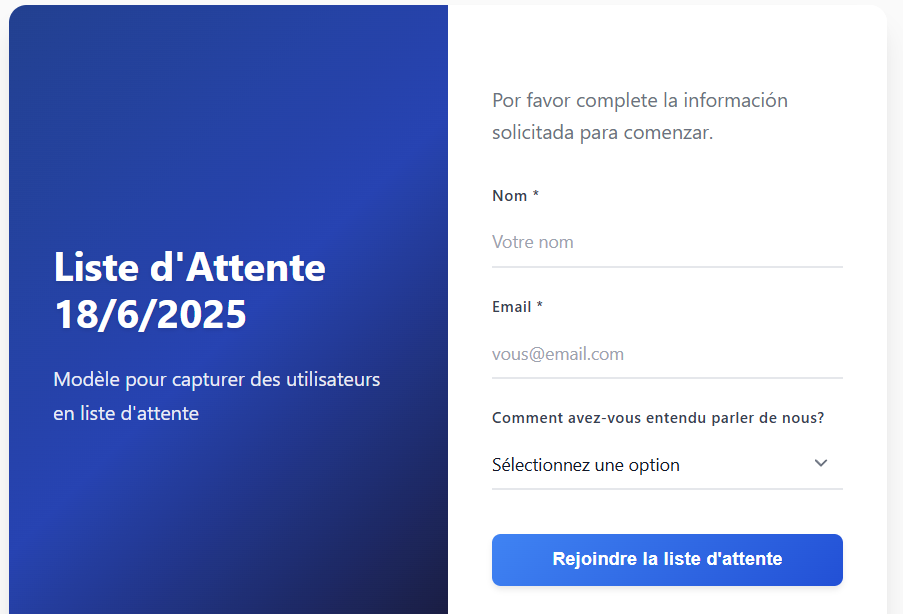 Liste d'Attente
18/6/2025
Modèle pour capturer des utilisateurs
en liste d'attente
Por favor complete la información
solicitada para comenzar.
Nom *
Votre nom
Email *
vous@email.com
Comment avez-vous entendu parler de nous?
Sélectionnez une option
Rejoindre la liste d'attente